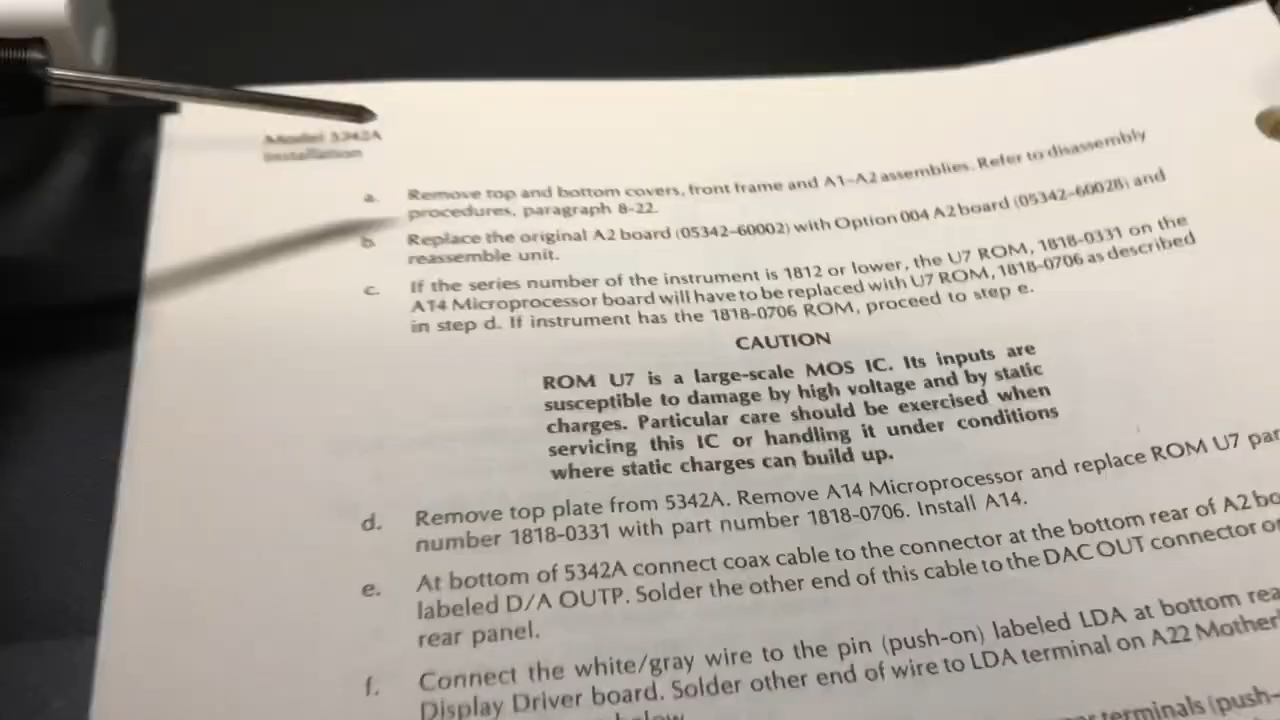 Model 5342A
Installation
a. Remove top and bottom covers, front frame and A1-A2 assemblies. Refer to disassembly
procedures, paragraph 8-22.
b. Replace the original A2 board (05342-60002) with Option 004 A2 board (05342-60028) and
reassemble unit.
c. If the series number of the instrument is 1812 or lower, the U7 ROM, 1818-0331 on the
A14 Microprocessor board will have to be replaced with U7 ROM, 1818-0706 as described
in step d. If instrument has the 1818-0706 ROM, proceed to step e.
CAUTION
ROM U7 is a large-scale MOS IC. Its inputs are
susceptible to damage by high voltage and by static
charges. Particular care should be exercised when
servicing this IC or handling it under conditions
where static charges can build up.
d. Remove top plate from 5342A. Remove A14 Microprocessor and replace ROM U7 par
number 1818-0331 with part number 1818-0706. Install A14.
e. At bottom of 5342A connect coax cable to the connector at the bottom rear of A2 bo
labeled D/A OUTP. Solder the other end of this cable to the DAC OUT connector o
rear panel.
f. Connect the white/gray wire to the pin (push-on) labeled LDA at bottom rea
Display Driver board. Solder other end of wire to LDA terminal on A22 Mother
below
terminals (push-